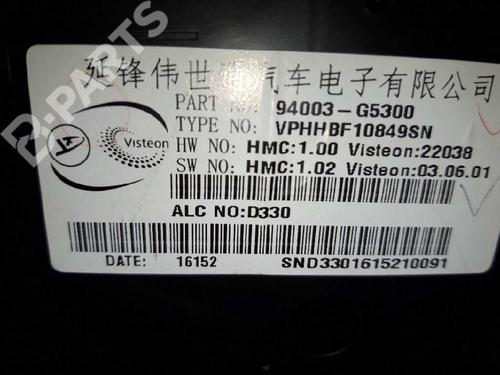 B-PARTS
延锋伟世通汽车电子有限公司
PART NO: 94003-G5300
TYPE NO: VPHHBF10849SN
Visteon
HW NO: HMC:1.00 Visteon:22038
SW NO: HMC:1.02 Visteon:03.06.01
ALC NO:D330
DATE: 16152 SND3301615210091